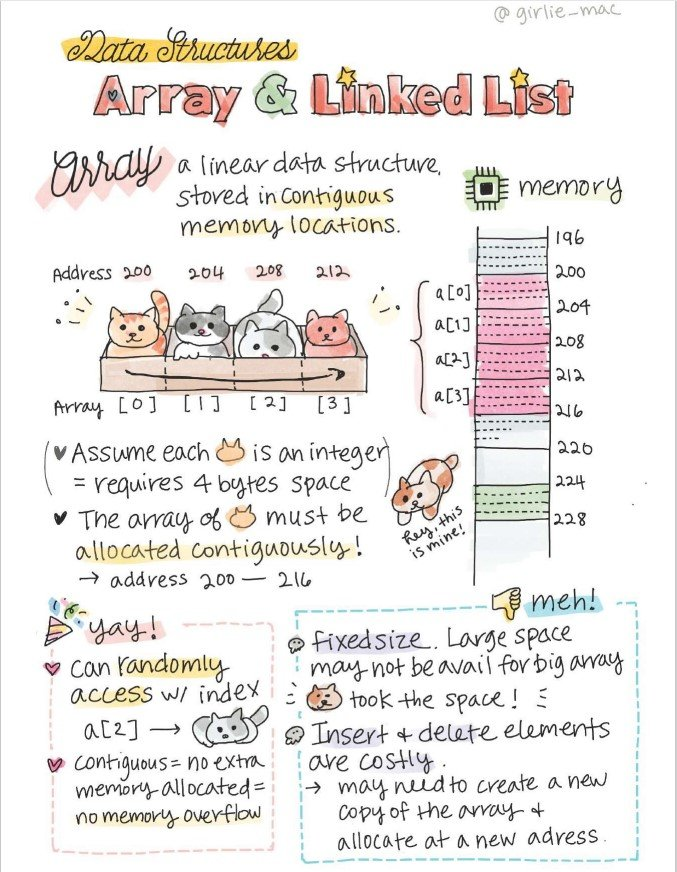 @girlie_mac
Data Structures
Array & Linked List
array a linear data structure,
stored in contiguous
memory locations.
memory
196
200
204
208
212
216
220
224
228
a[0]
a[1]
a[2]
a[3]
Address 200 204 208 212
Array [0] [1] [2] [3]
(♥ Assume each is an integer)
= requires 4 bytes space
♥ The array of must be
allocated contiguously!
→ address 200 — 216
hey, this
is mine!
yay!
♥ can randomly
access w/ index
a[2] →
♥ contiguous = no extra
memory allocated =
no memory overflow
meh!
fixed size. Large space
may not be avail for big array
took the space!
Insert & delete elements
are costly.
→ may need to create a new
copy of the array &
allocate at a new adress.